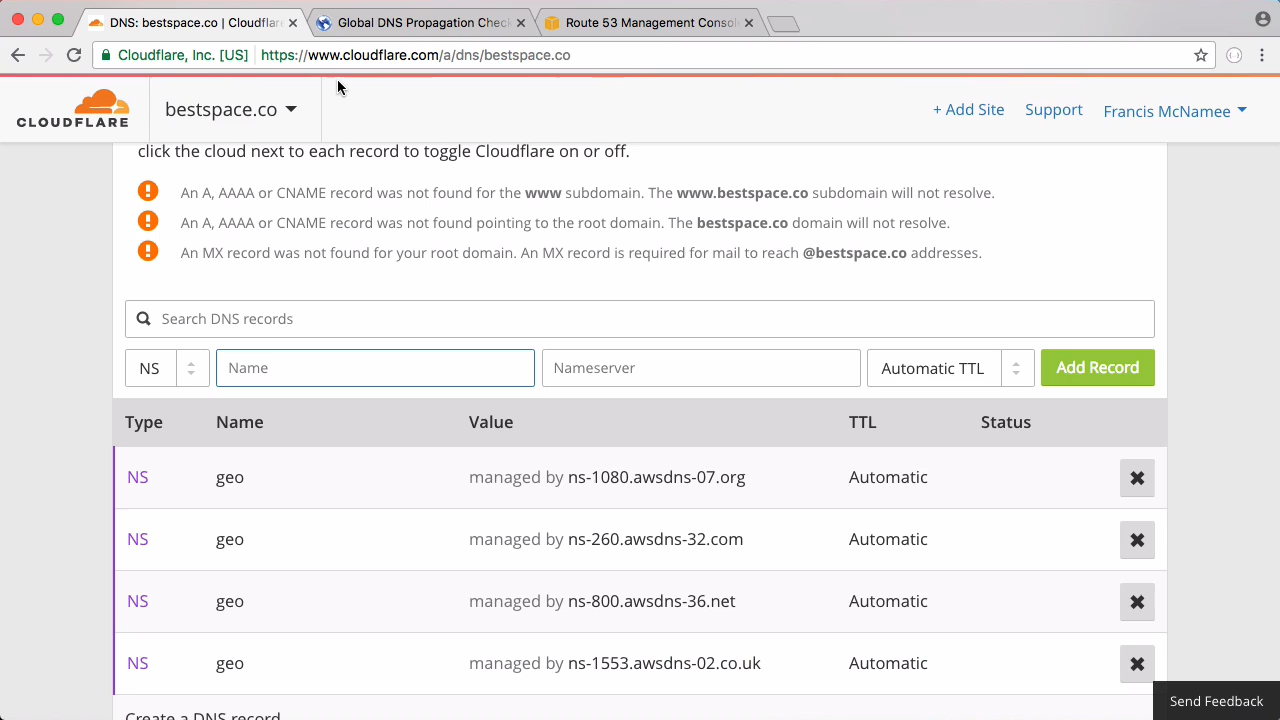 DNS: bestspace.co | Cloudflare
Global DNS Propagation Check
Route 53 Management Console
Cloudflare, Inc. [US]
https://www.cloudflare.com/a/dns/bestspace.co
CLOUDFLARE
bestspace.co
+ Add Site
Support
Francis McNamee
click the cloud next to each record to toggle Cloudflare on or off.
An A, AAAA or CNAME record was not found for the www subdomain. The www.bestspace.co subdomain will not resolve.
An A, AAAA or CNAME record was not found pointing to the root domain. The bestspace.co domain will not resolve.
An MX record was not found for your root domain. An MX record is required for mail to reach @bestspace.co addresses.
Search DNS records
NS
Name
Nameserver
Automatic TTL
Add Record
Type Name Value TTL Status
NS geo managed by ns-1080.awsdns-07.org Automatic
NS geo managed by ns-260.awsdns-32.com Automatic
NS geo managed by ns-800.awsdns-36.net Automatic
NS geo managed by ns-1553.awsdns-02.co.uk Automatic
Send Feedback
Create a DNS record